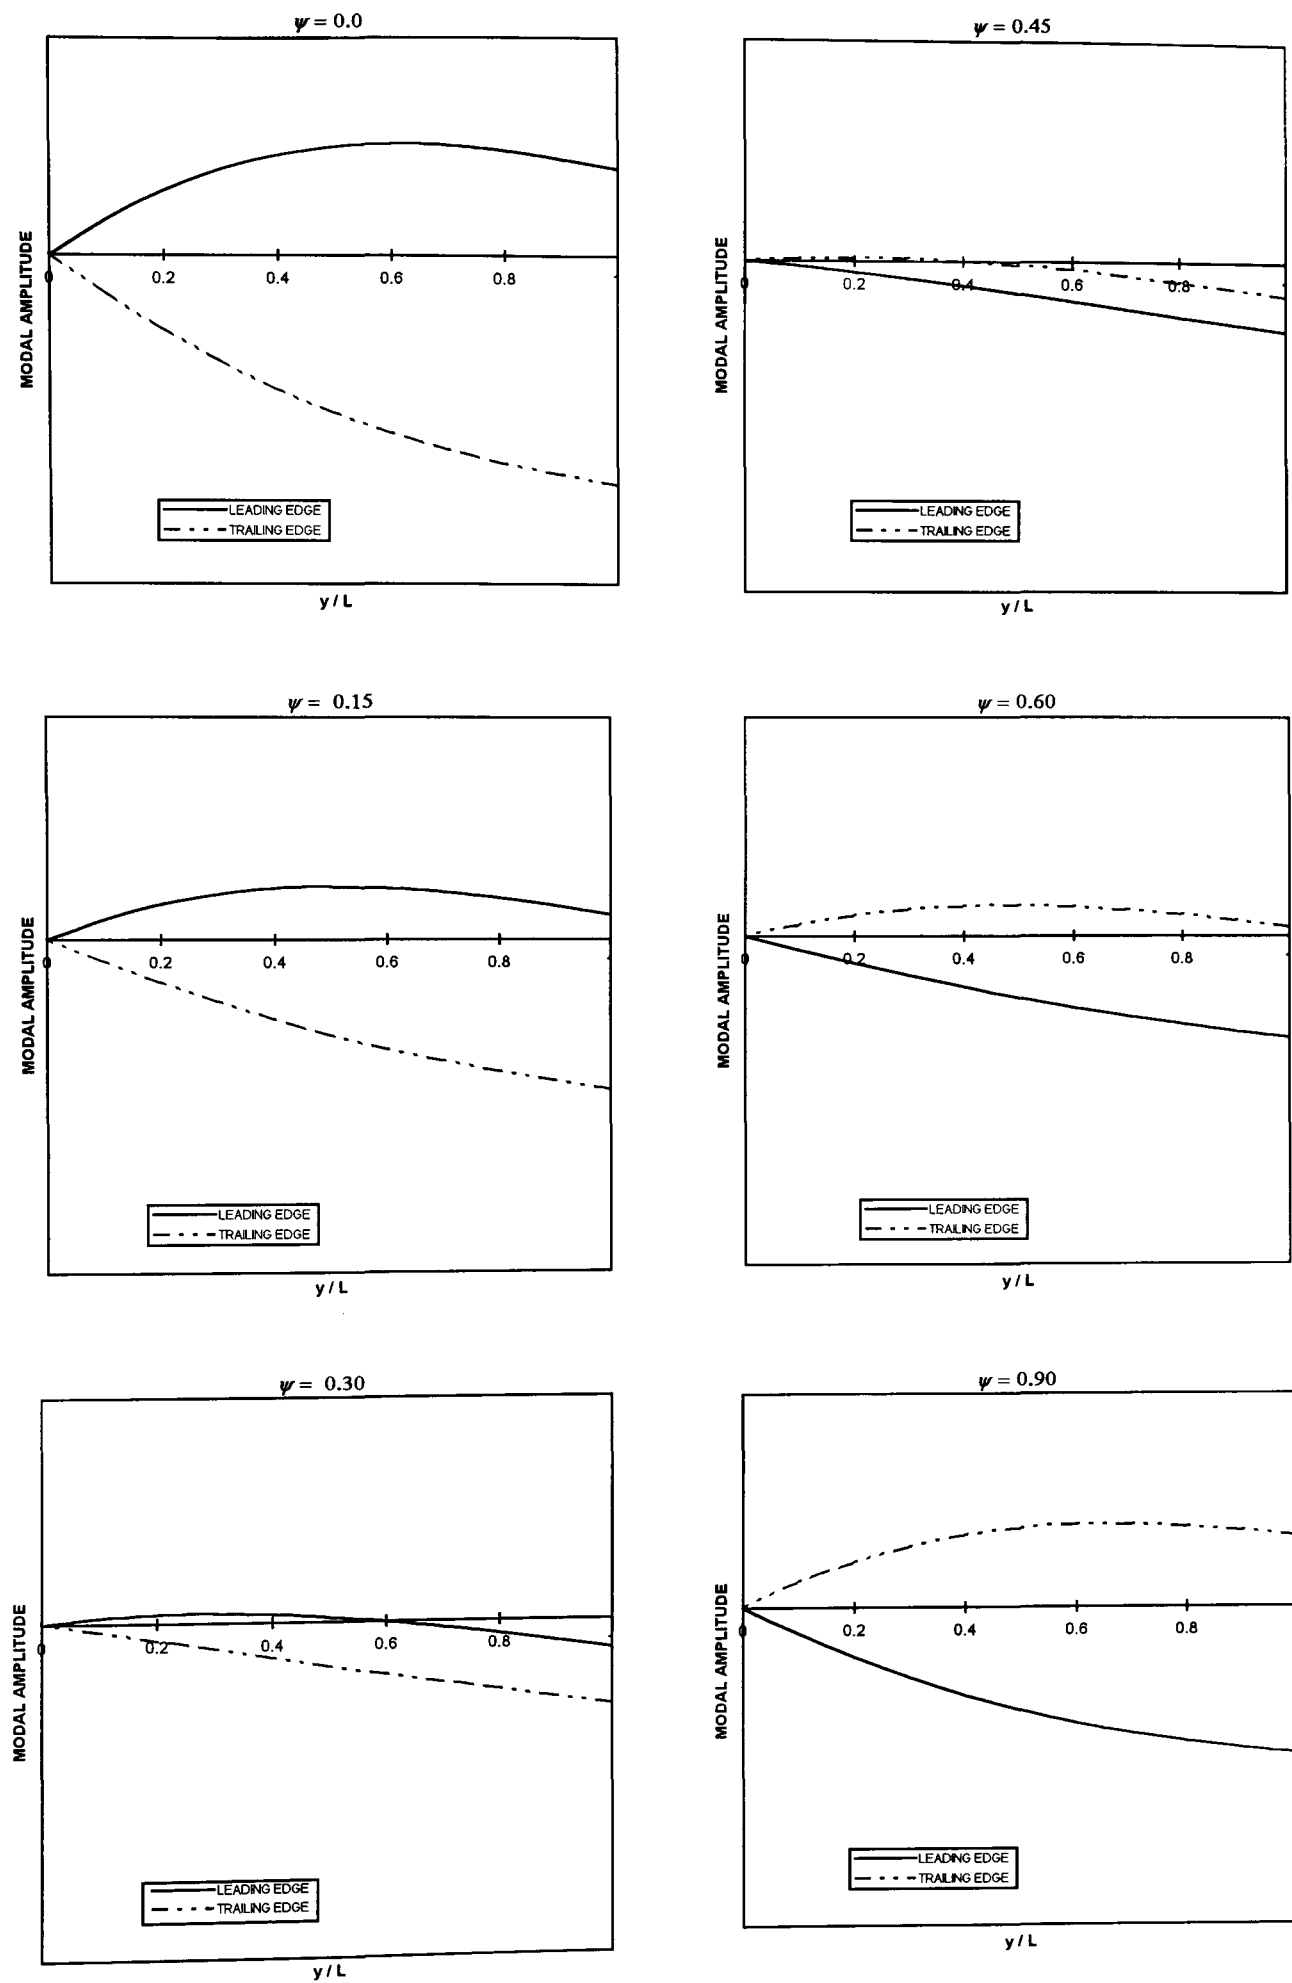 ψ = 0.0
MODAL AMPLITUDE
0 0.2 0.4 0.6 0.8
LEADING EDGE
TRAILING EDGE
y / L
ψ = 0.45
MODAL AMPLITUDE
0 0.2 0.4 0.6 0.8
LEADING EDGE
TRAILING EDGE
y / L
ψ = 0.15
MODAL AMPLITUDE
0 0.2 0.4 0.6 0.8
LEADING EDGE
TRAILING EDGE
y / L
ψ = 0.60
MODAL AMPLITUDE
0 0.2 0.4 0.6 0.8
LEADING EDGE
TRAILING EDGE
y / L
ψ = 0.30
MODAL AMPLITUDE
0 0.2 0.4 0.6 0.8
LEADING EDGE
TRAILING EDGE
y / L
ψ = 0.90
MODAL AMPLITUDE
0 0.2 0.4 0.6 0.8
LEADING EDGE
TRAILING EDGE
y / L